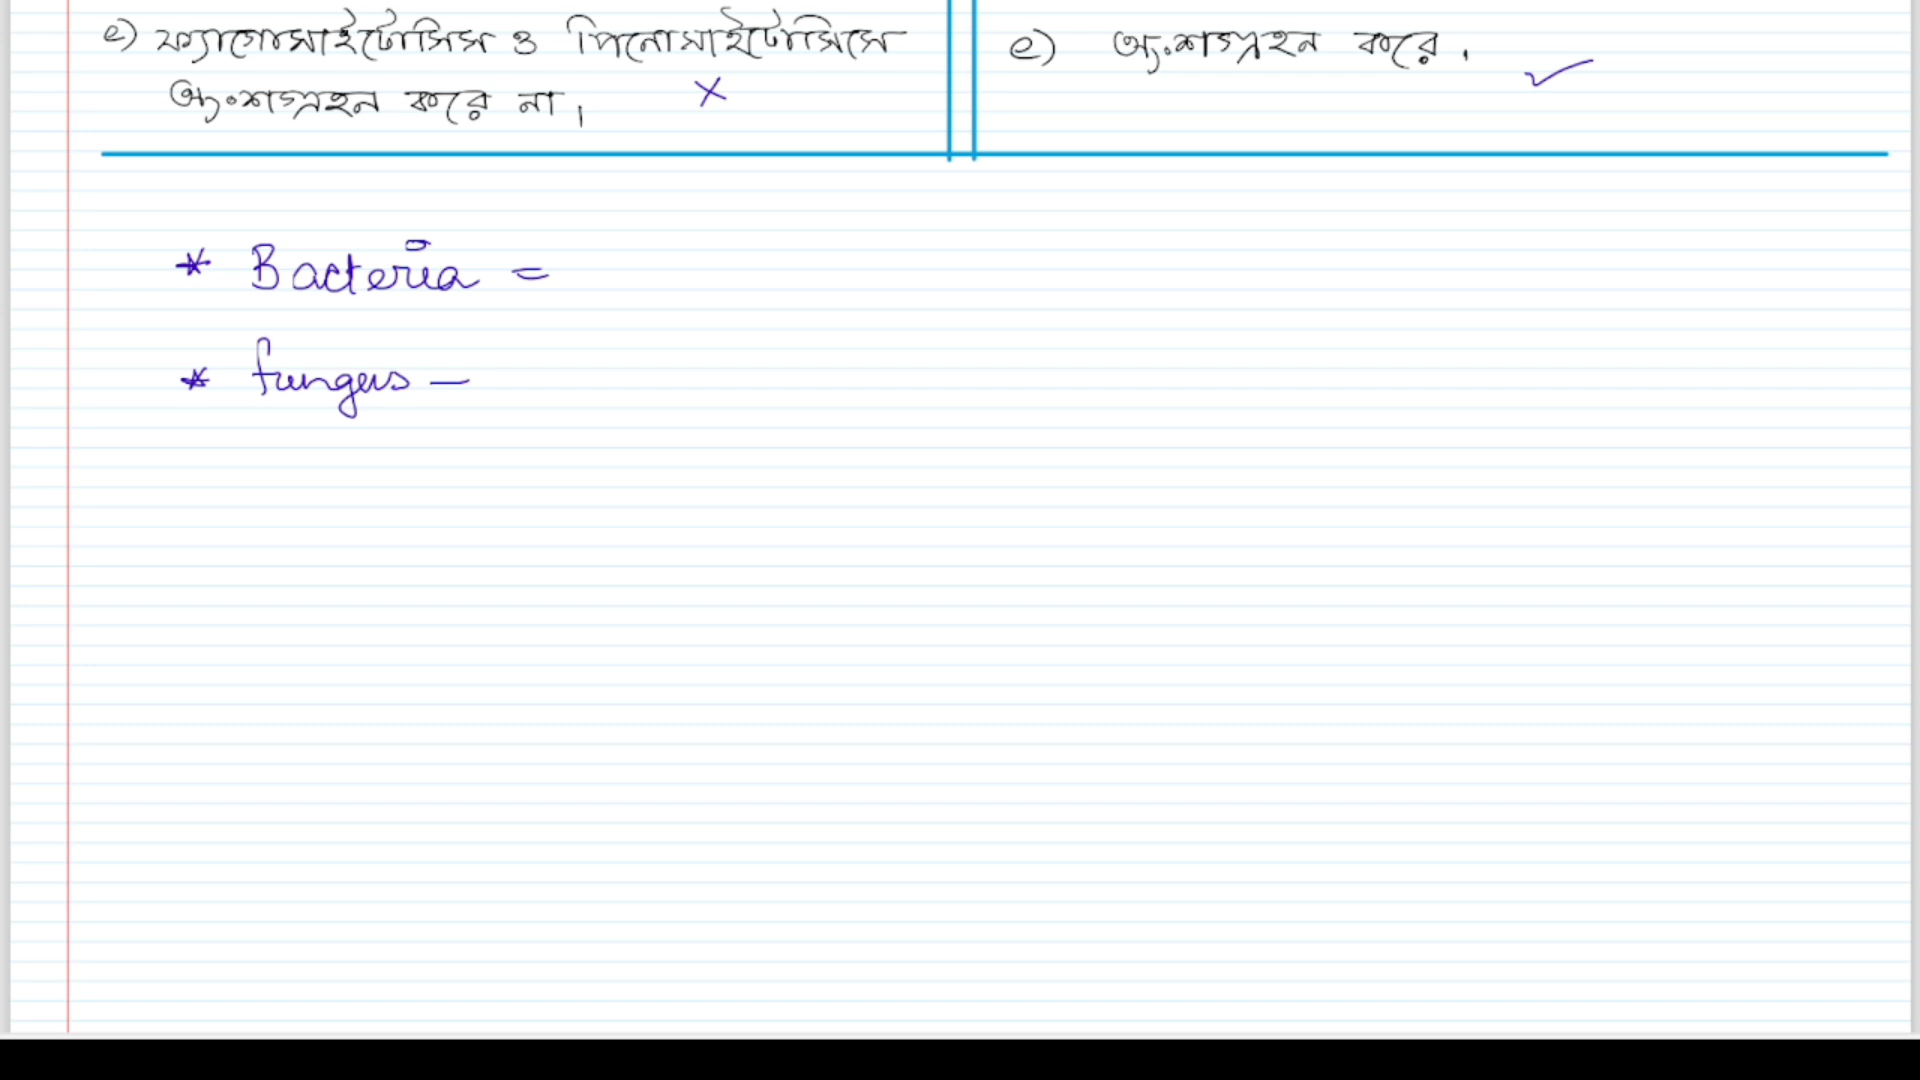 e) ফ্যাগোসাইটোসিস ও পিনোসাইটোসিসে
অংশগ্রহন করে না।
e) অংশগ্রহন করে।
* Bacteria =
* fungus —